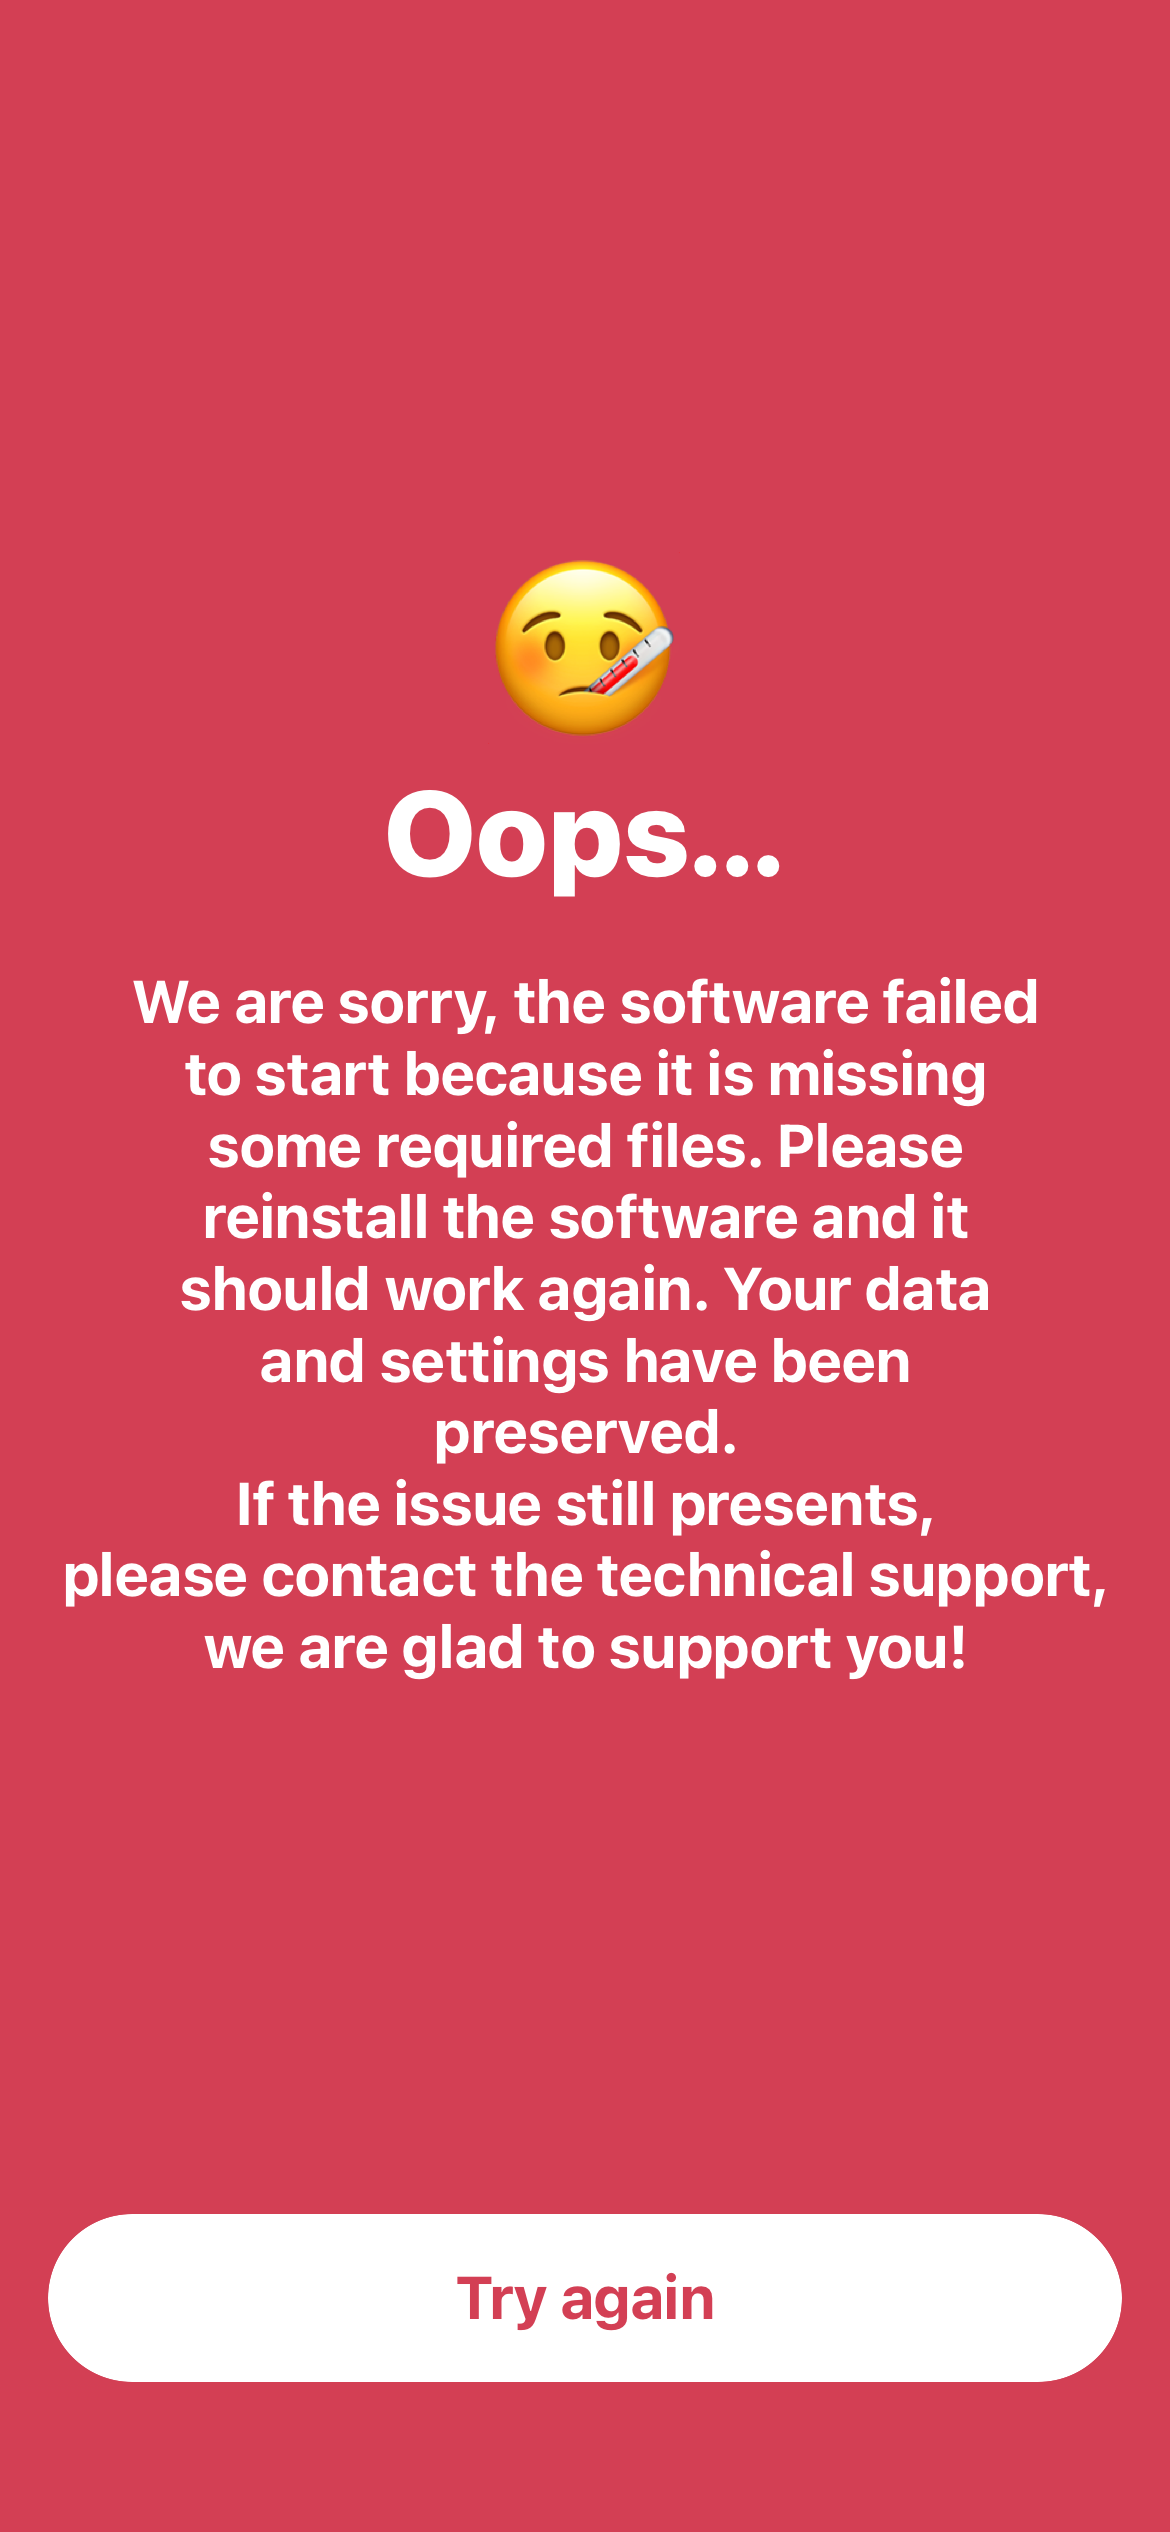 Oops...
We are sorry, the software failed
to start because it is missing
some required files. Please
reinstall the software and it
should work again. Your data
and settings have been
preserved.
If the issue still presents,
please contact the technical support,
we are glad to support you!
Try again